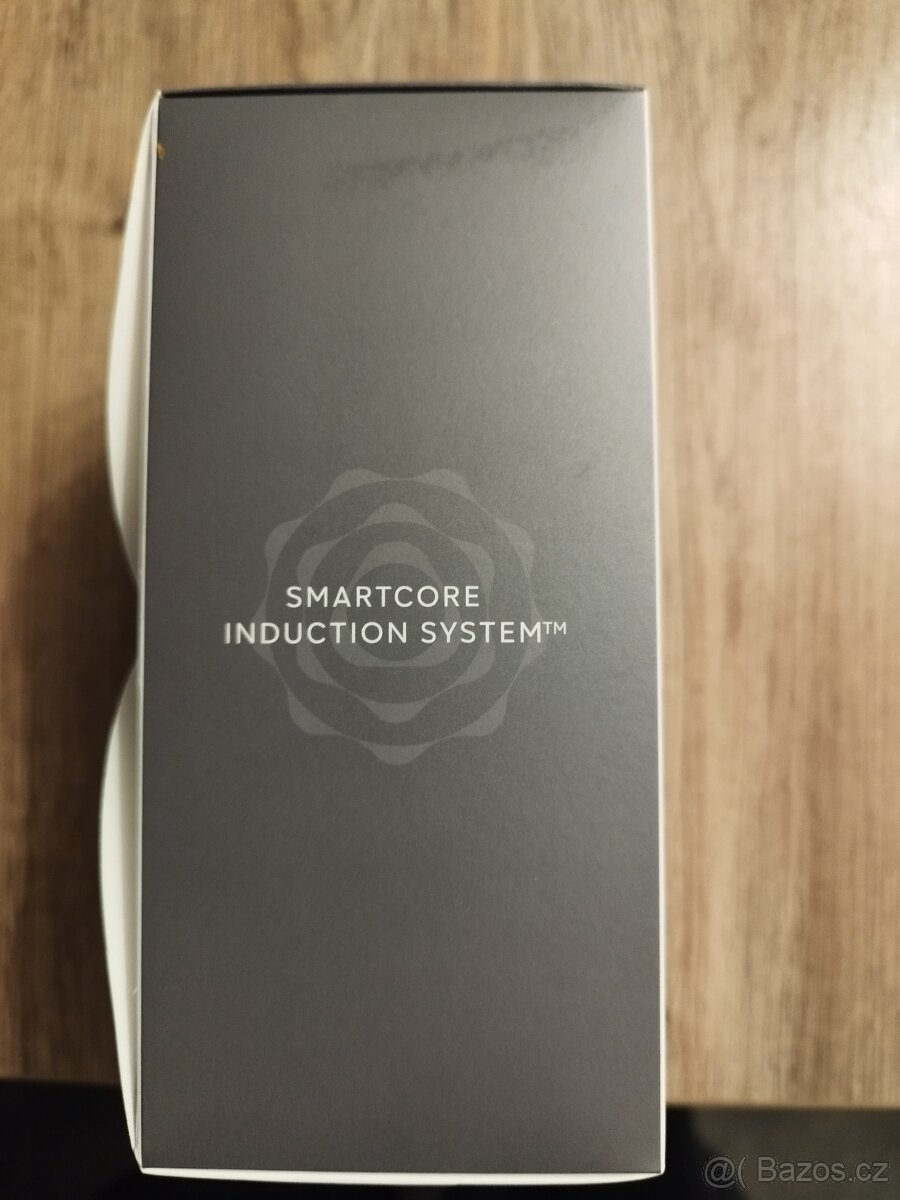 SMARTCORE
INDUCTION SYSTEM™
@( Bazos.cz